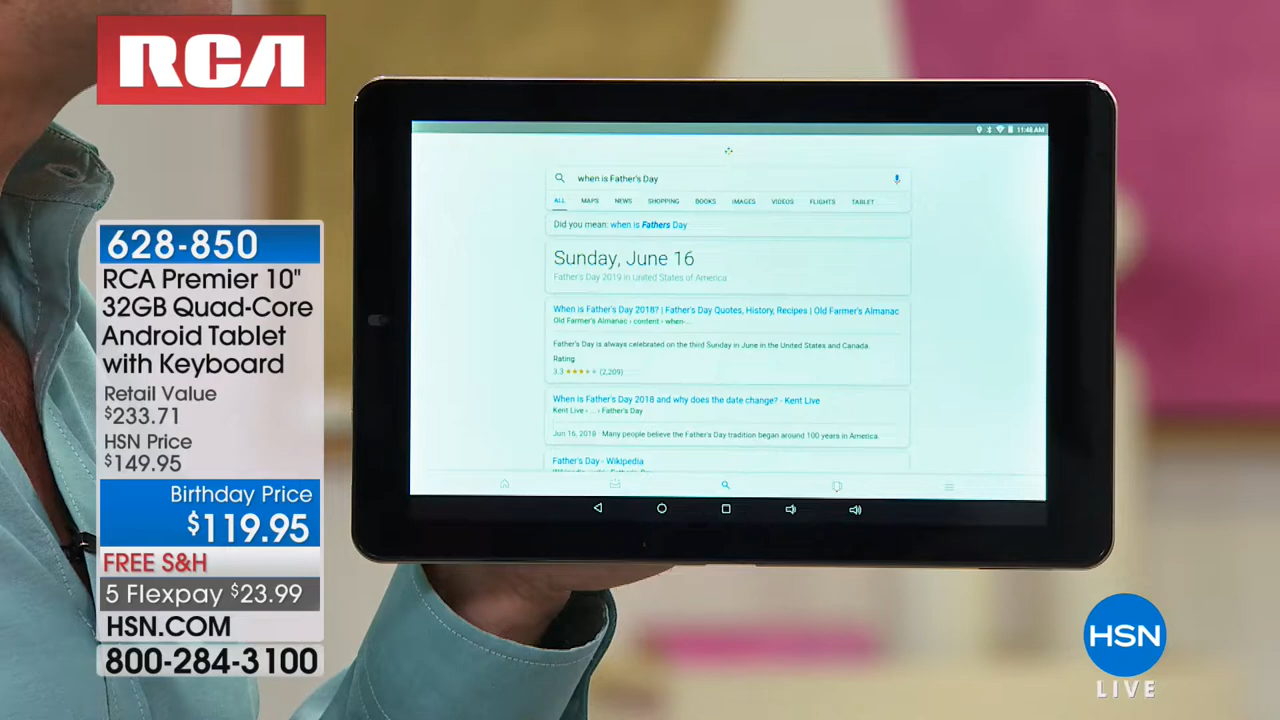 RCA
628-850
RCA Premier 10"
32GB Quad-Core
Android Tablet
with Keyboard
Retail Value
$233.71
HSN Price
$149.95
Birthday Price
$119.95
FREE S&H
5 Flexpay $23.99
HSN.COM
800-284-3100
11:48 AM
when is Father's Day
ALL MAPS NEWS SHOPPING BOOKS IMAGES VIDEOS FLIGHTS TABLET
Did you mean: when is Fathers Day
Sunday, June 16
Father's Day 2019 in United States of America
When is Father's Day 2018? | Father's Day Quotes, History, Recipes | Old Farmer's Almanac
Old Farmer's Almanac › content › when-...
Father's Day is always celebrated on the third Sunday in June in the United States and Canada.
Rating
3.3 ★★★★★ (2,209)
When is Father's Day 2018 and why does the date change? - Kent Live
Kent Live › ... › Father's Day
Jun 16, 2018 Many people believe the Father's Day tradition began around 100 years in America.
Father's Day - Wikipedia
HSN
LIVE